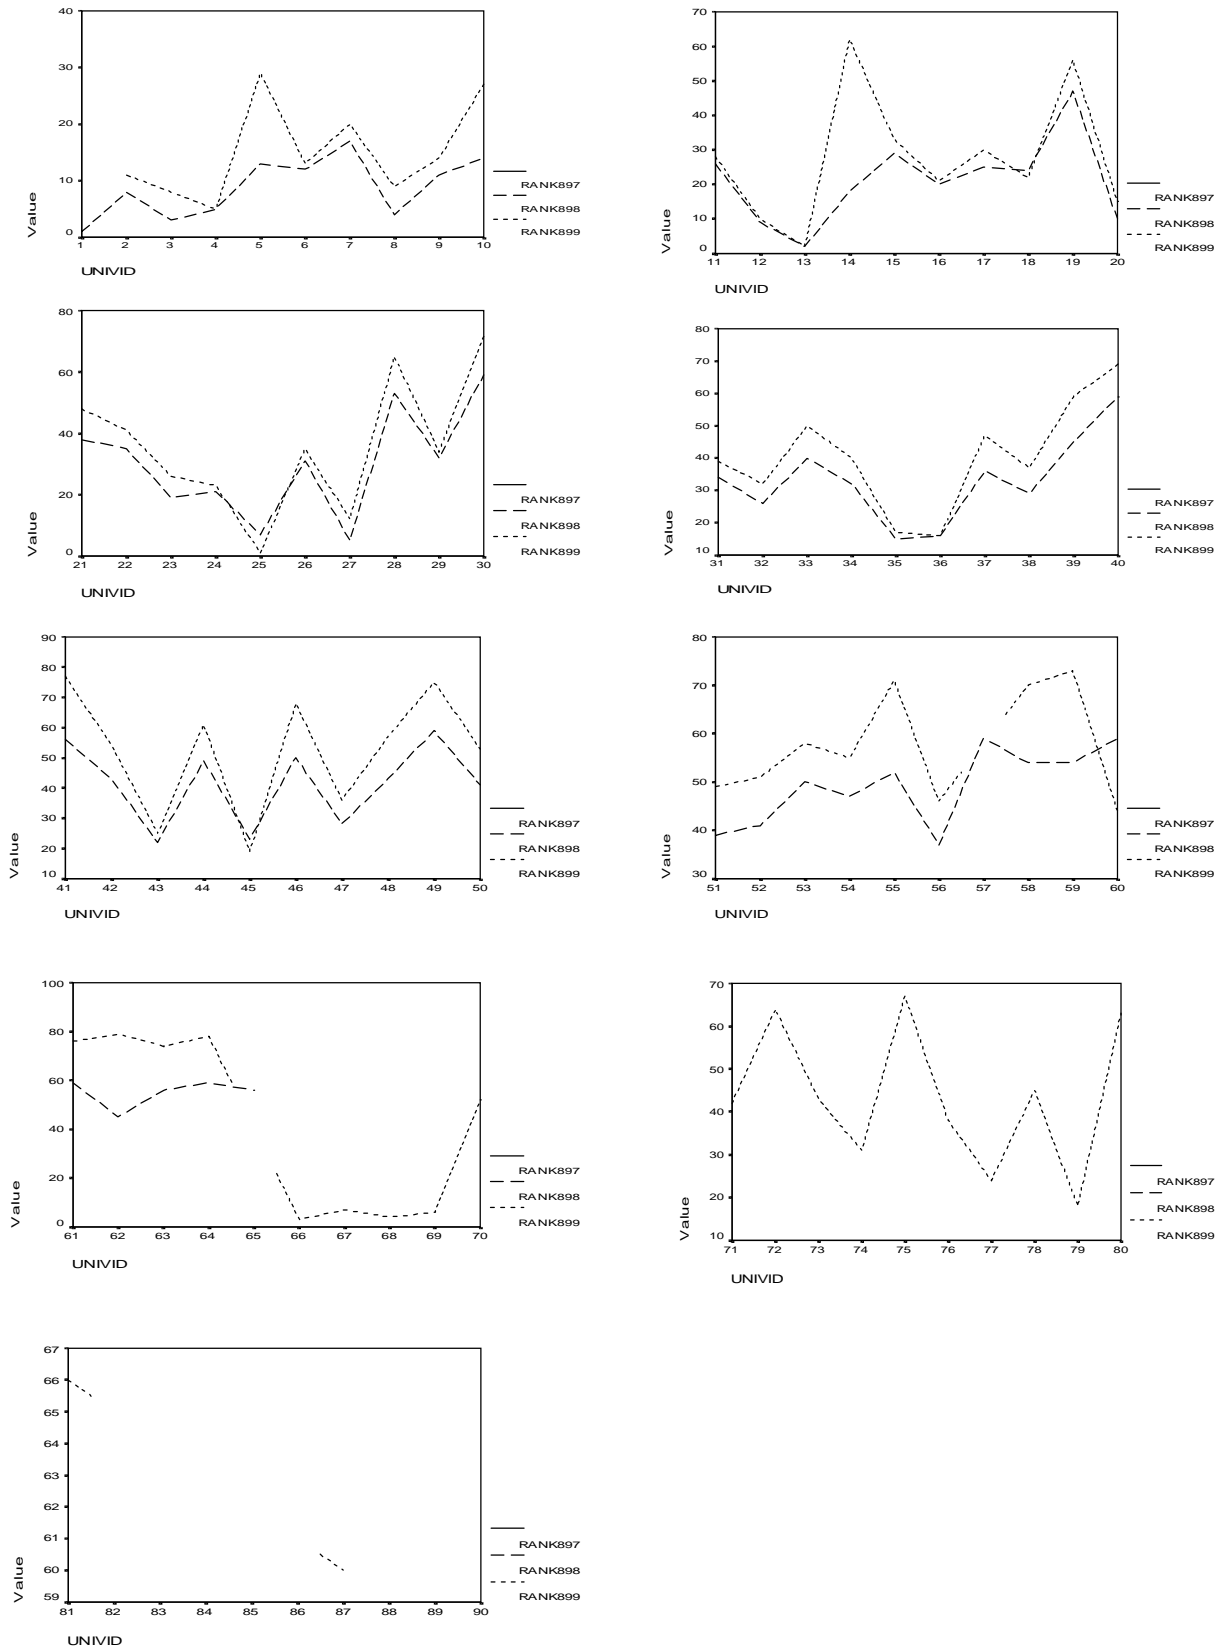 40
30
20
10
0
Value
1 2 3 4 5 6 7 8 9 10
UNIVID
RANK897
RANK898
RANK899
70
60
50
40
30
20
10
0
Value
11 12 13 14 15 16 17 18 19 20
UNIVID
RANK897
RANK898
RANK899
80
60
40
20
0
Value
21 22 23 24 25 26 27 28 29 30
UNIVID
RANK897
RANK898
RANK899
80
70
60
50
40
30
20
10
Value
31 32 33 34 35 36 37 38 39 40
UNIVID
RANK897
RANK898
RANK899
90
80
70
60
50
40
30
20
10
Value
41 42 43 44 45 46 47 48 49 50
UNIVID
RANK897
RANK898
RANK899
80
70
60
50
40
30
Value
51 52 53 54 55 56 57 58 59 60
UNIVID
RANK897
RANK898
RANK899
100
80
60
40
20
0
Value
61 62 63 64 65 66 67 68 69 70
UNIVID
RANK897
RANK898
RANK899
70
60
50
40
30
20
10
Value
71 72 73 74 75 76 77 78 79 80
UNIVID
RANK897
RANK898
RANK899
67
66
65
64
63
62
61
60
59
Value
81 82 83 84 85 86 87 88 89 90
UNIVID
RANK897
RANK898
RANK899